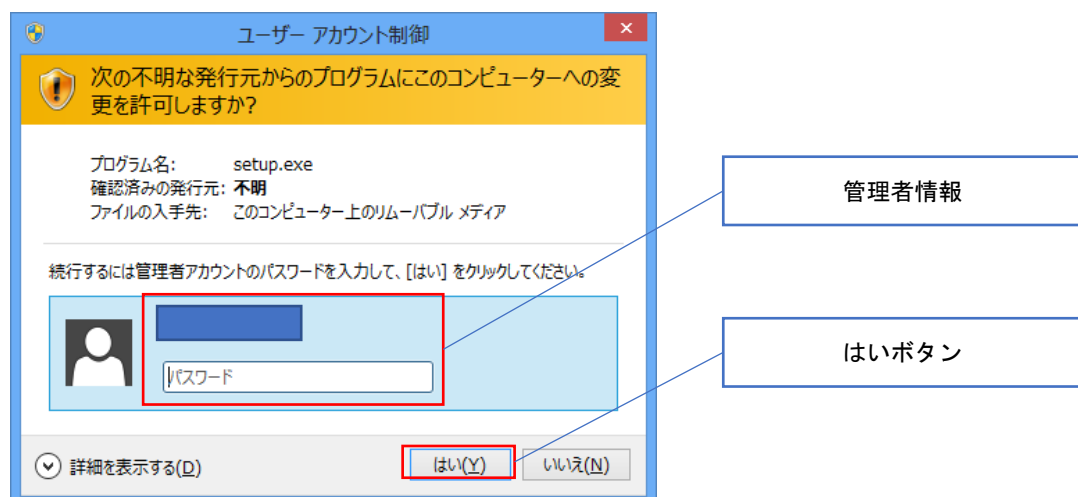 ユーザー アカウント制御
次の不明な発行元からのプログラムにこのコンピューターへの変
更を許可しますか?
プログラム名: setup.exe
確認済みの発行元: 不明
ファイルの入手先: このコンピューター上のリムーバブル メディア
続行するには管理者アカウントのパスワードを入力して、[はい] をクリックしてください。
パスワード
詳細を表示する(D)
はい(Y)
いいえ(N)
管理者情報
はいボタン